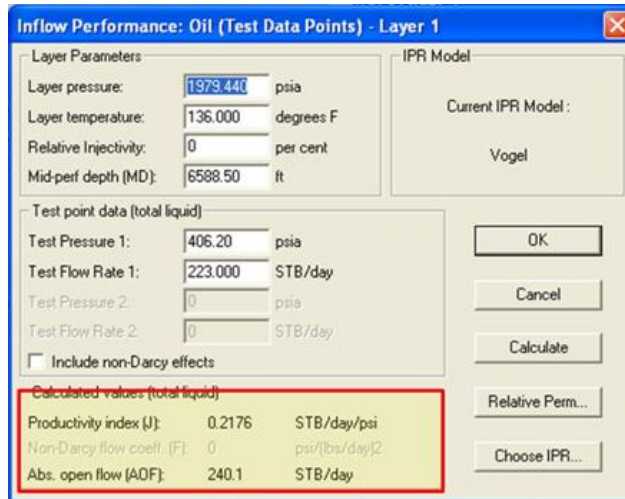 Inflow Performance: Oil (Test Data Points) - Layer 1
Layer Parameters
Layer pressure: 1979.440 psia
Layer temperature: 136.000 degrees F
Relative Injectivity: 0 per cent
Mid-perf depth (MD): 6588.50 ft
IPR Model
Current IPR Model :
Vogel
Test point data (total liquid)
Test Pressure 1: 406.20 psia
Test Flow Rate 1: 223.000 STB/day
Test Pressure 2: 0 psia
Test Flow Rate 2: 0 STB/day
Include non-Darcy effects
Calculated values (total liquid)
Productivity index (J): 0.2176 STB/day/psi
Non-Darcy flow coeff. (F): 0 psi/(lbs/day)2
Abs. open flow (AOF): 240.1 STB/day
OK
Cancel
Calculate
Relative Perm...
Choose IPR...